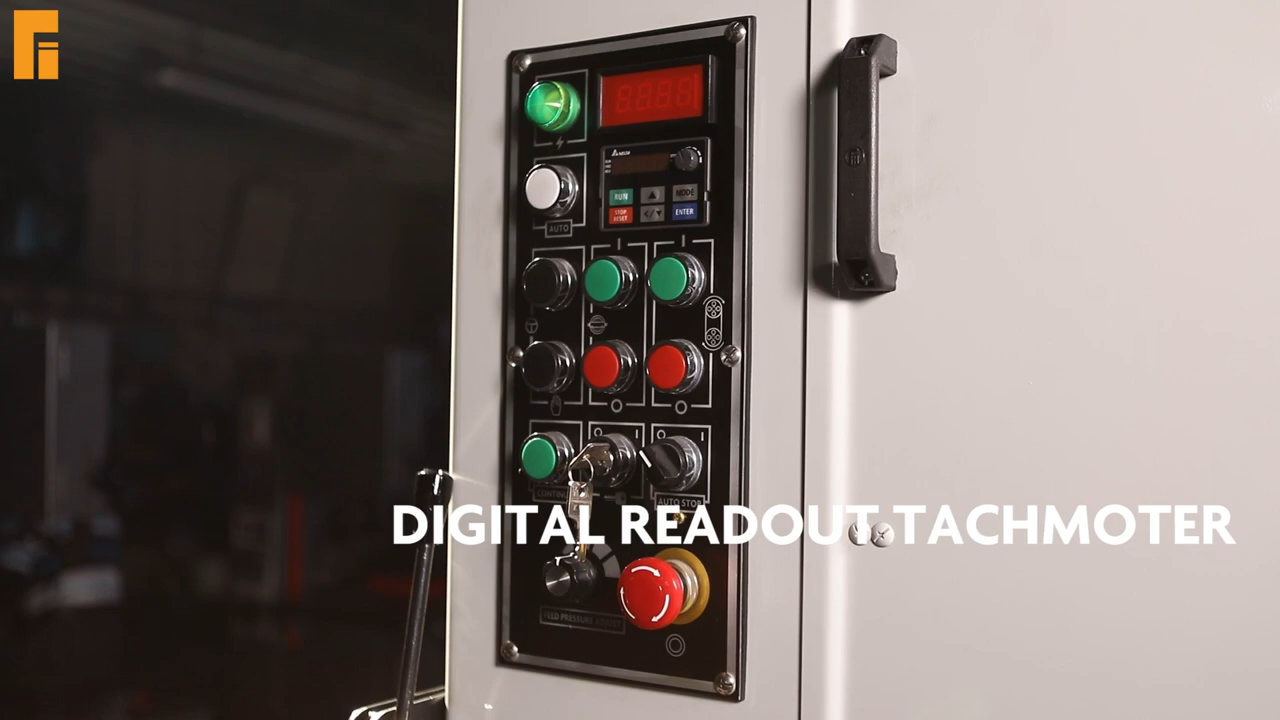 AUTO
RUN
MODE
STOP
RESET
ENTER
AUTO STOP
DIGITAL READOUT TACHMOTER
FEED PRESSURE ADJUST